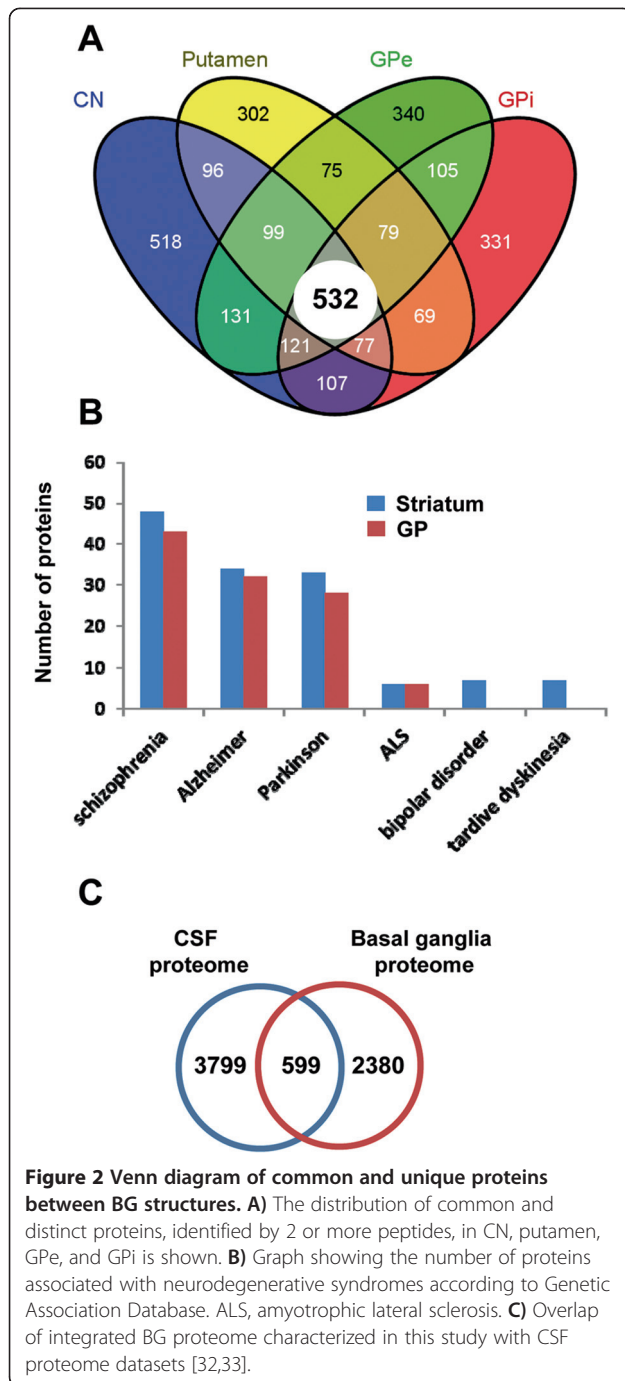 A
Putamen
GPe
CN
GPi
302
340
96
75
105
518
99
79
331
532
131
69
121
77
107
B
60
50
40
30
20
10
0
Number of proteins
Striatum
GP
schizophrenia
Alzheimer
Parkinson
ALS
bipolar disorder
tardive dyskinesia
C
CSF
proteome
Basal ganglia
proteome
3799
599
2380
Figure 2 Venn diagram of common and unique proteins
between BG structures. A) The distribution of common and
distinct proteins, identified by 2 or more peptides, in CN, putamen,
GPe, and GPi is shown. B) Graph showing the number of proteins
associated with neurodegenerative syndromes according to Genetic
Association Database. ALS, amyotrophic lateral sclerosis. C) Overlap
of integrated BG proteome characterized in this study with CSF
proteome datasets [32,33].